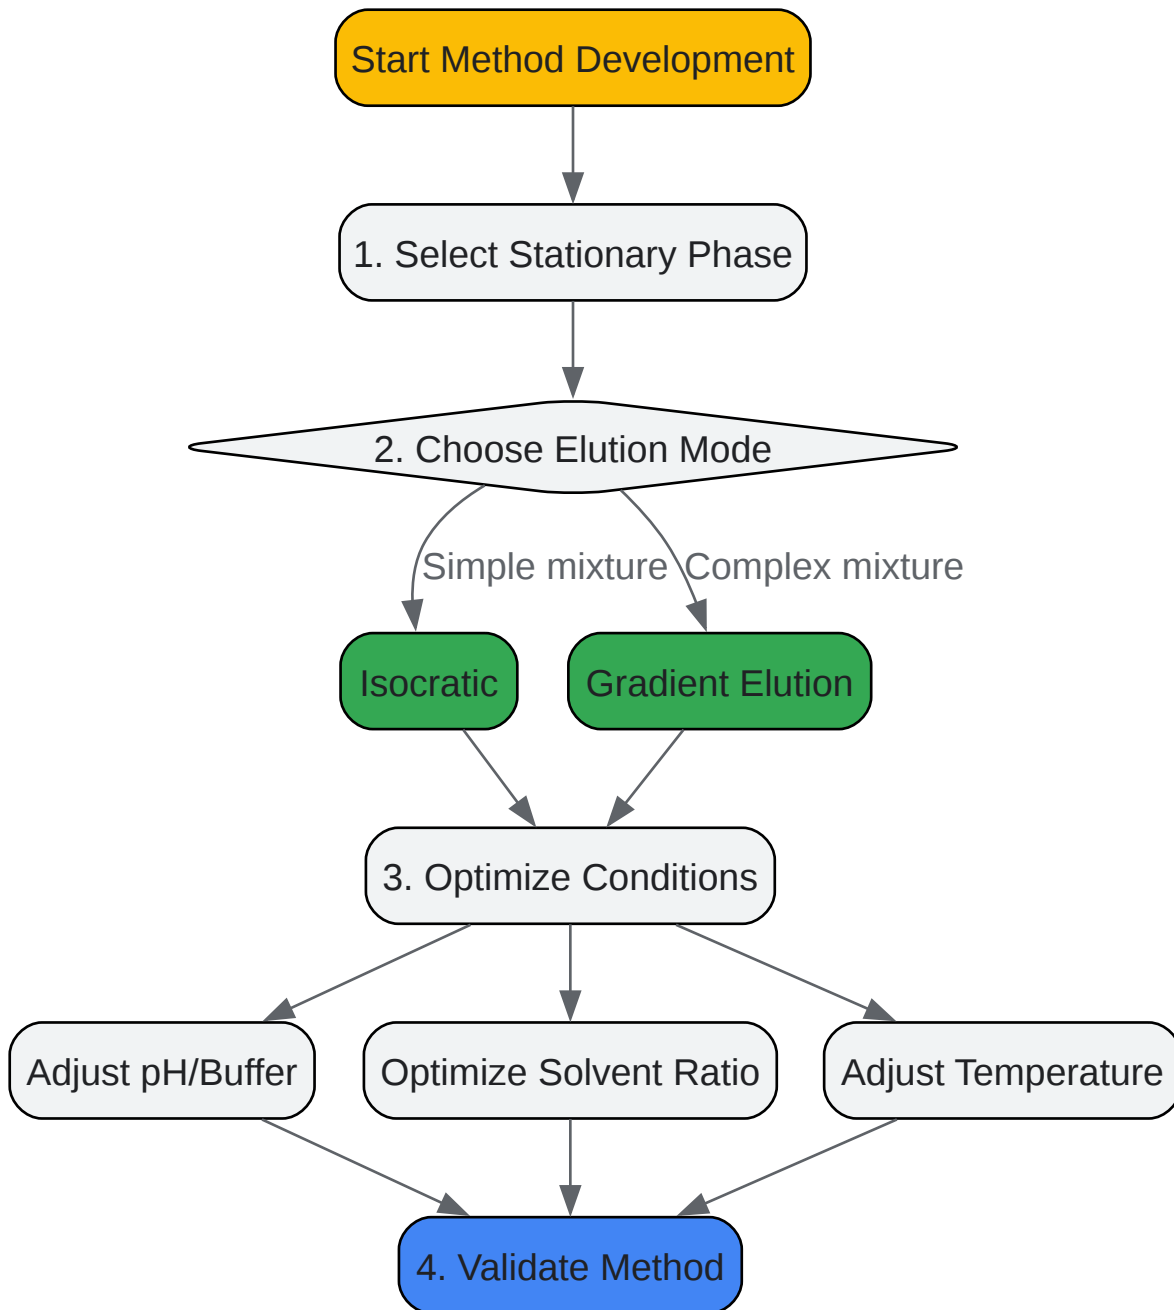 Start Method Development
1. Select Stationary Phase
2. Choose Elution Mode
Simple mixture
Complex mixture
Isocratic
Gradient Elution
3. Optimize Conditions
Adjust pH/Buffer
Optimize Solvent Ratio
Adjust Temperature
4. Validate Method